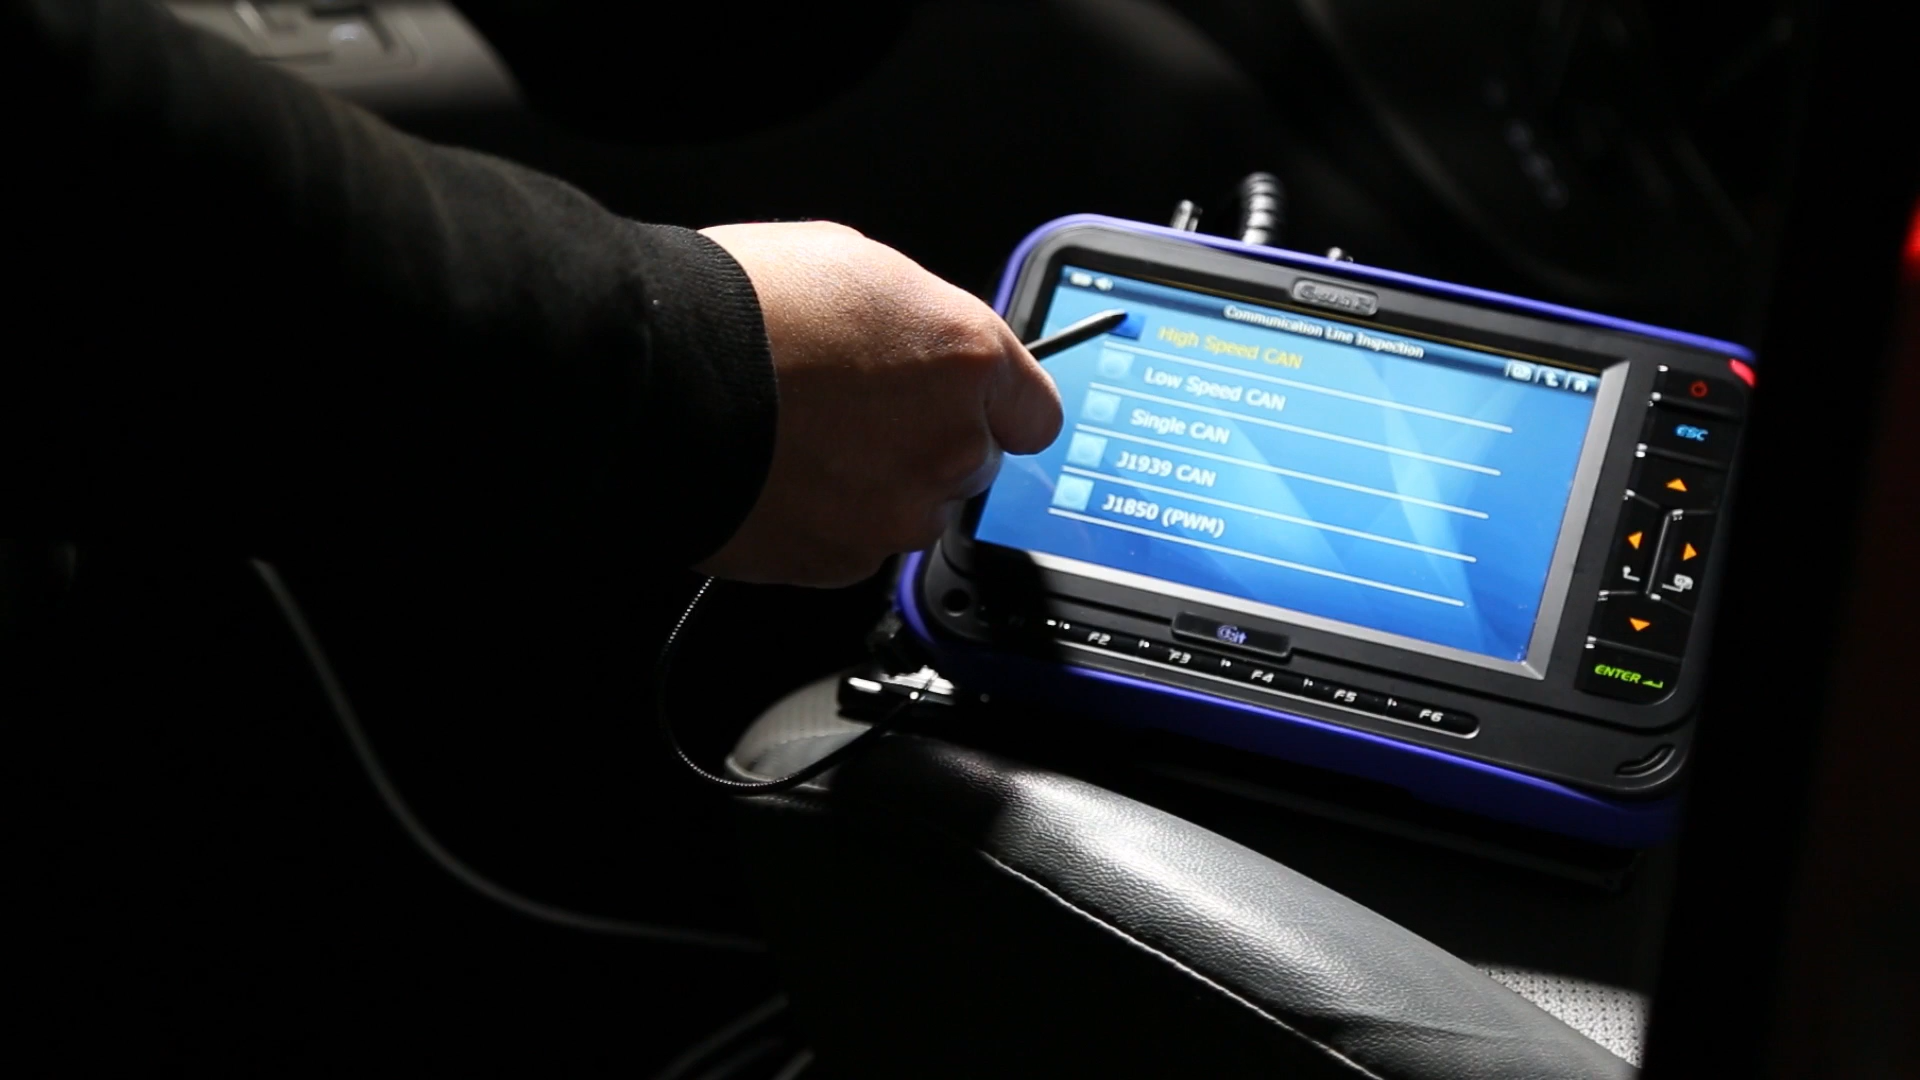 Communication Line Inspection
High Speed CAN
Low Speed CAN
Single CAN
J1939 CAN
J1850 (PWM)
ESC
ENTER
F2
F3
F4
F5
F6